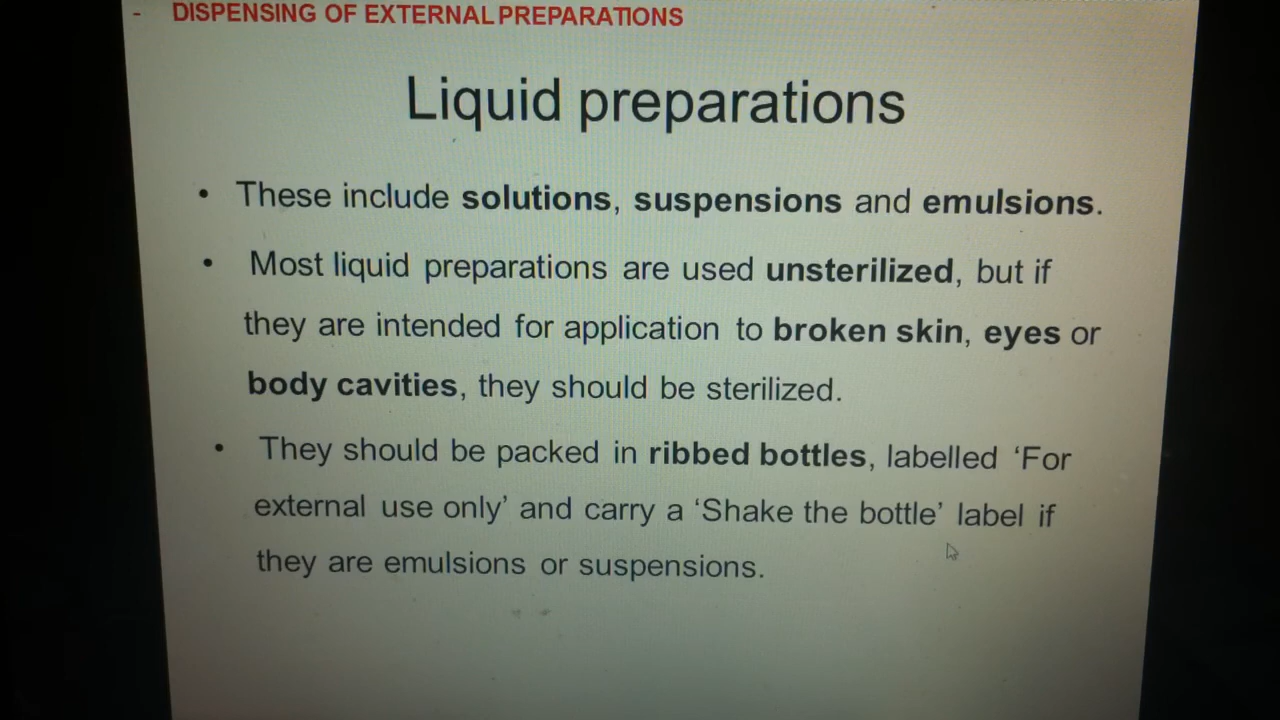 - DISPENSING OF EXTERNAL PREPARATIONS
Liquid preparations
• These include solutions, suspensions and emulsions.
• Most liquid preparations are used unsterilized, but if
they are intended for application to broken skin, eyes or
body cavities, they should be sterilized.
• They should be packed in ribbed bottles, labelled ‘For
external use only’ and carry a ‘Shake the bottle’ label if
they are emulsions or suspensions.